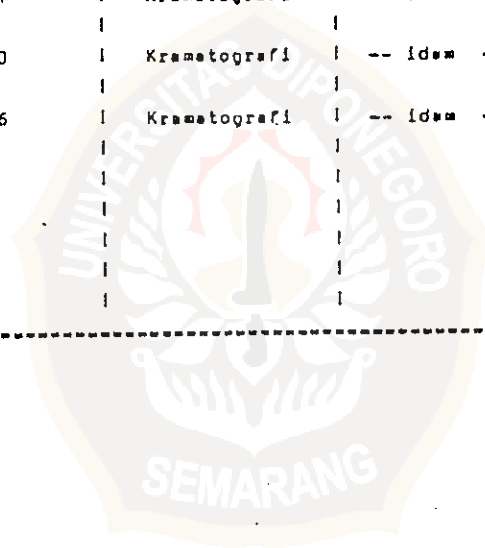 0 | Kramatografi | -- idem -
6 | Kramatografi | -- idem -
UNIVERSITAS DIPONEGORO
SEMARANG